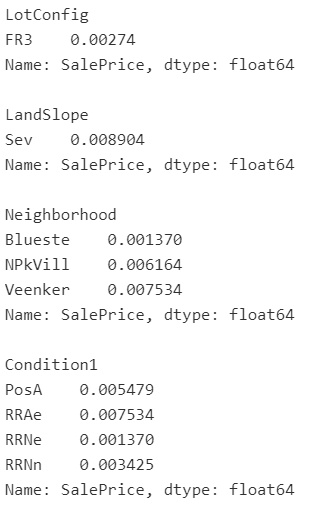 LotConfig
FR3    0.00274
Name: SalePrice, dtype: float64
LandSlope
Sev    0.008904
Name: SalePrice, dtype: float64
Neighborhood
Blueste    0.001370
NPkVill    0.006164
Veenker    0.007534
Name: SalePrice, dtype: float64
Condition1
PosA    0.005479
RRAe    0.007534
RRNe    0.001370
RRNn    0.003425
Name: SalePrice, dtype: float64